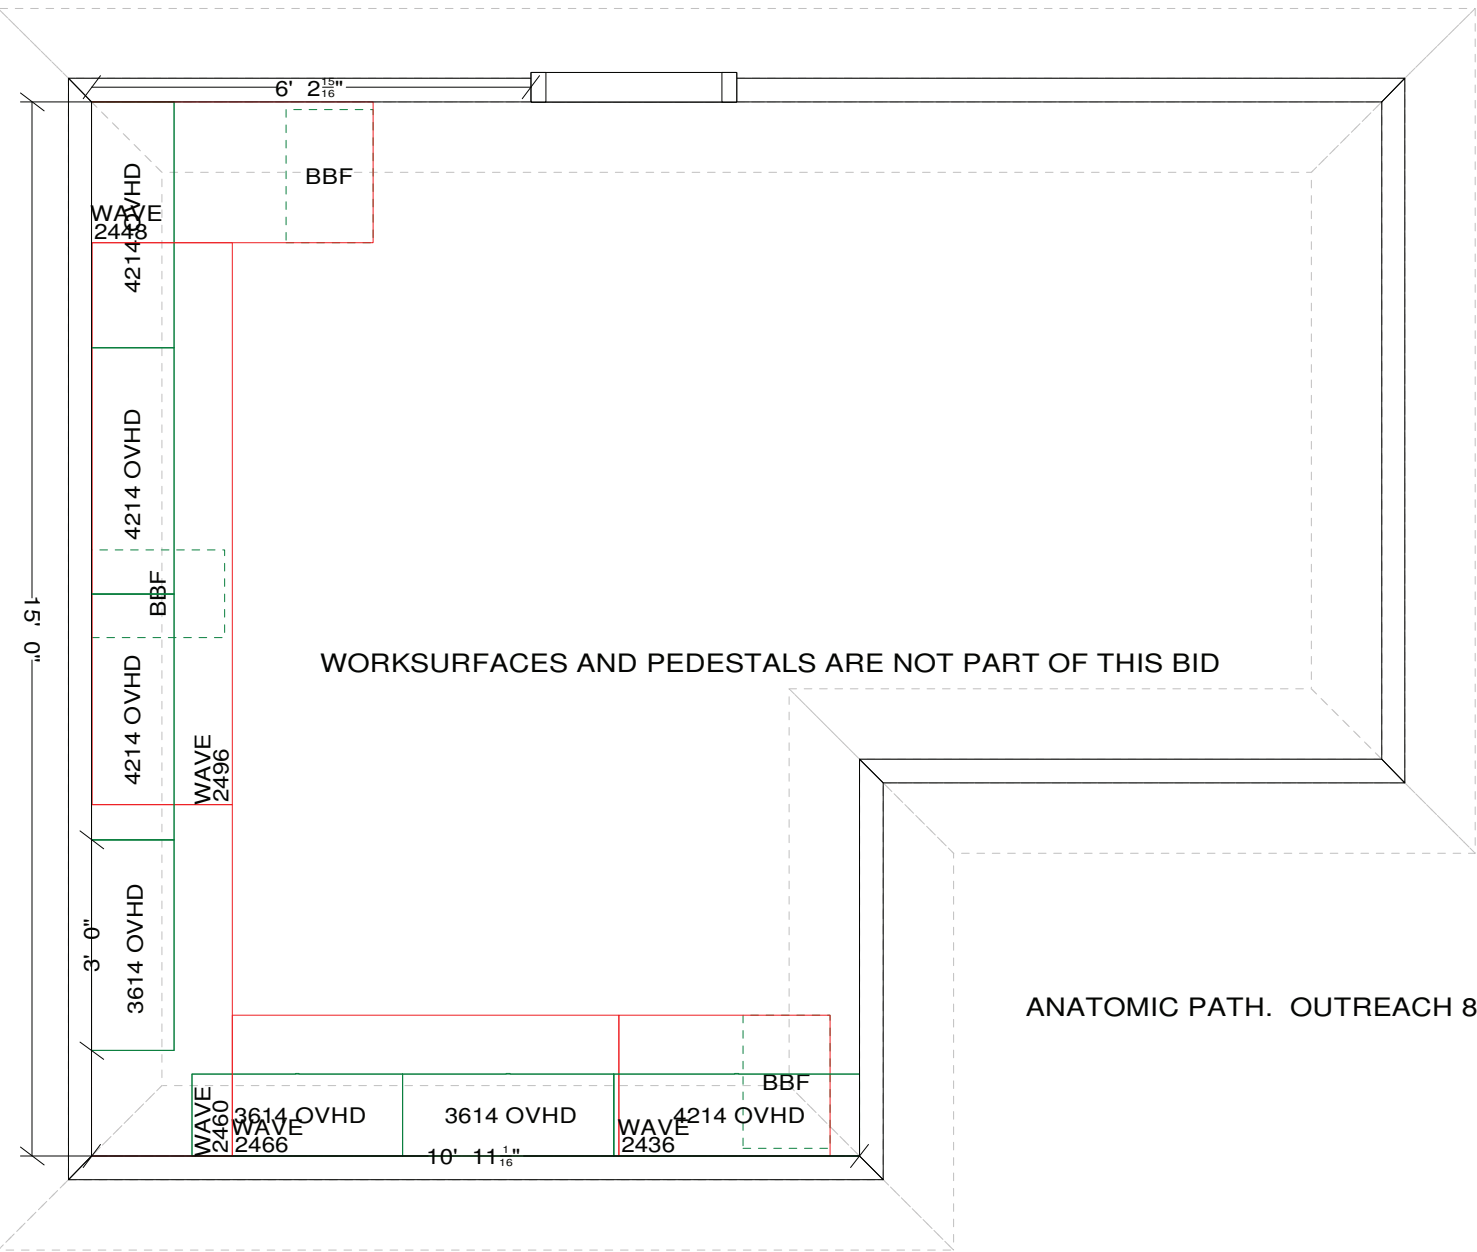 6' 2 15/16"
BBF
4214 OVHD
WAVE
2448
4214 OVHD
BBF
15' 0"
WORKSURFACES AND PEDESTALS ARE NOT PART OF THIS BID
4214 OVHD
WAVE
2496
3' 0"
3614 OVHD
ANATOMIC PATH. OUTREACH 8
BBF
WAVE
2460
3614 OVHD
3614 OVHD
4214 OVHD
WAVE
2466
WAVE
2436
10' 11 1/16"